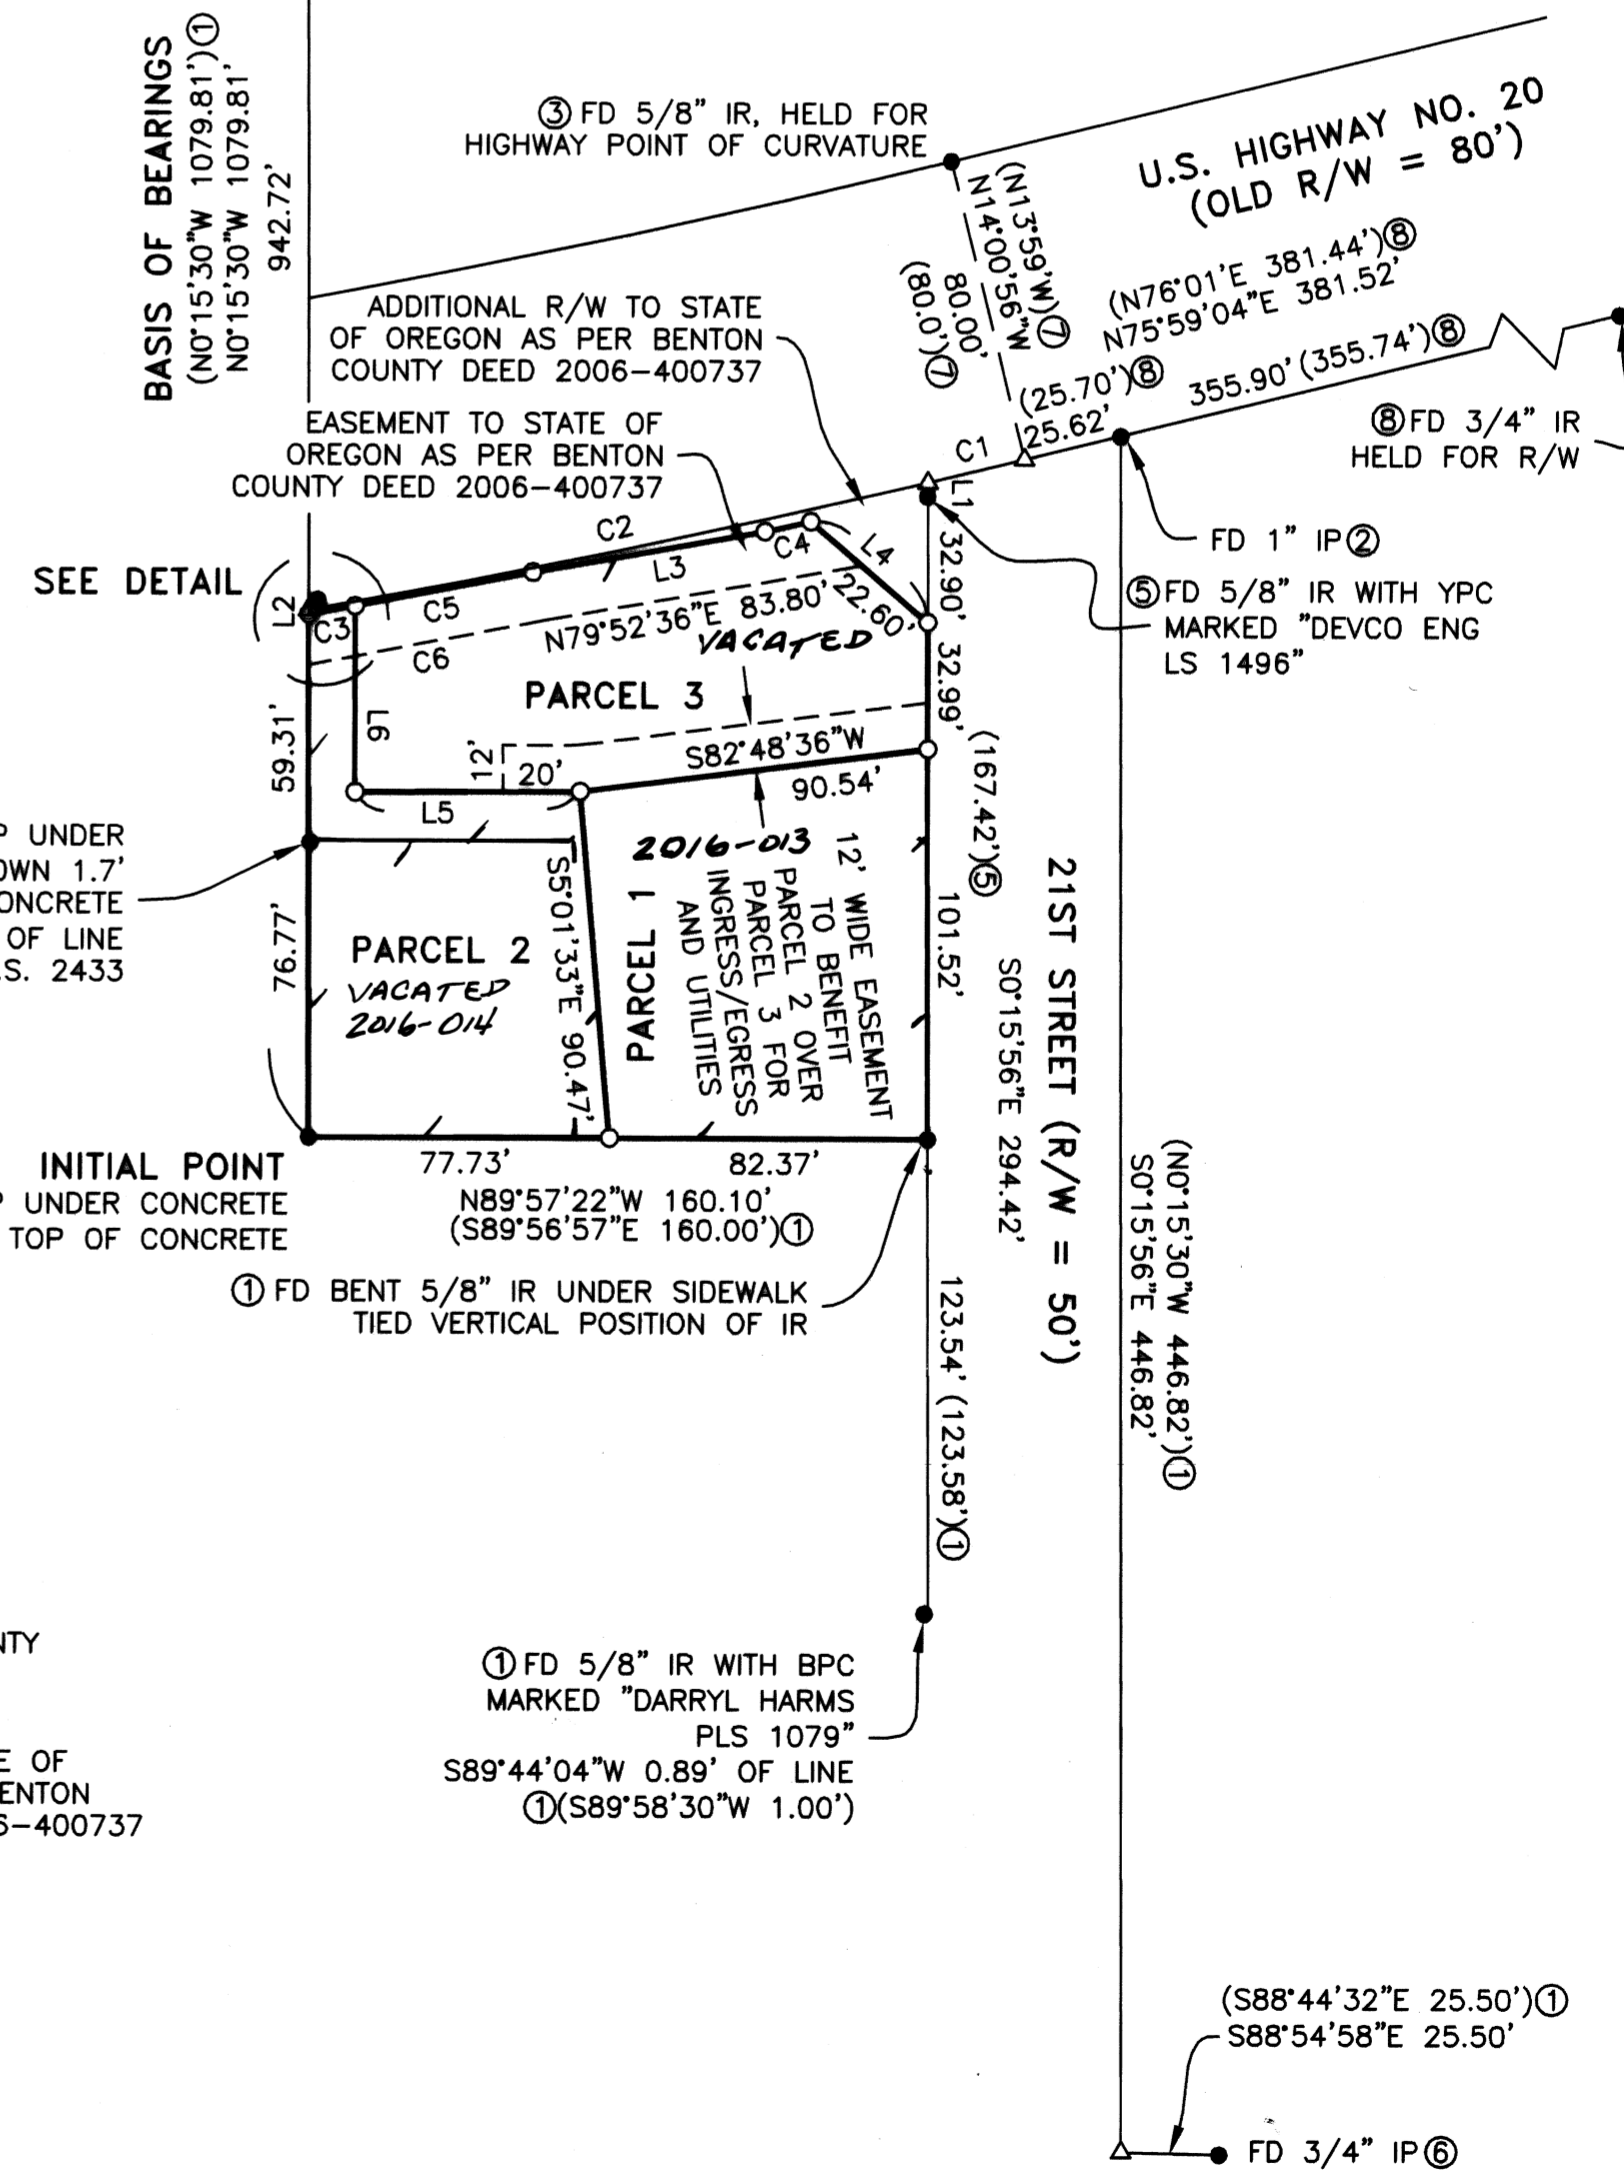 BASIS OF BEARINGS
(N0°15'30"W 1079.81')①
N0°15'30"W 1079.81'
942.72'
③ FD 5/8" IR, HELD FOR
HIGHWAY POINT OF CURVATURE
U.S. HIGHWAY NO. 20
(OLD R/W = 80')
(N13°59'W)⑦
N14°00'56"W
80.00'
(80.0')⑦
(N76°01'E 381.44')⑧
N75°59'04"E 381.52'
(25.70')⑧
25.62'
355.90' (355.74')⑧
⑧FD 3/4" IR
HELD FOR R/W
ADDITIONAL R/W TO STATE
OF OREGON AS PER BENTON
COUNTY DEED 2006-400737
EASEMENT TO STATE OF
OREGON AS PER BENTON
COUNTY DEED 2006-400737
C1
L1
C2
C4
L4
L3
FD 1" IP②
⑤FD 5/8" IR WITH YPC
MARKED "DEVCO ENG
LS 1496"
SEE DETAIL
L2
C3
C5
C6
N79°52'36"E 83.80'
22.60'
32.90'
32.99'
VACATED
PARCEL 3
59.31'
L6
12'
20'
L5
S82°48'36"W
90.54'
(167.42')⑤
P UNDER
OWN 1.7'
ONCRETE
OF LINE
.S. 2433
76.77'
PARCEL 2
VACATED
2016-014
S5°01'33"E 90.47'
2016-013
PARCEL 1
12' WIDE EASEMENT
TO BENEFIT
PARCEL 2 OVER
PARCEL 3 FOR
INGRESS/EGRESS
AND UTILITIES
101.52'
S0°15'56"E 294.42'
21ST STREET (R/W = 50')
(N0°15'30"W 446.82')①
S0°15'56"E 446.82'
INITIAL POINT
P UNDER CONCRETE
TOP OF CONCRETE
77.73'
82.37'
N89°57'22"W 160.10'
(S89°56'57"E 160.00')①
① FD BENT 5/8" IR UNDER SIDEWALK
TIED VERTICAL POSITION OF IR
123.54' (123.58')①
NTY
① FD 5/8" IR WITH BPC
MARKED "DARRYL HARMS
PLS 1079"
S89°44'04"W 0.89' OF LINE
①(S89°58'30"W 1.00')
E OF
ENTON
6-400737
(S88°44'32"E 25.50')①
S88°54'58"E 25.50'
FD 3/4" IP⑥